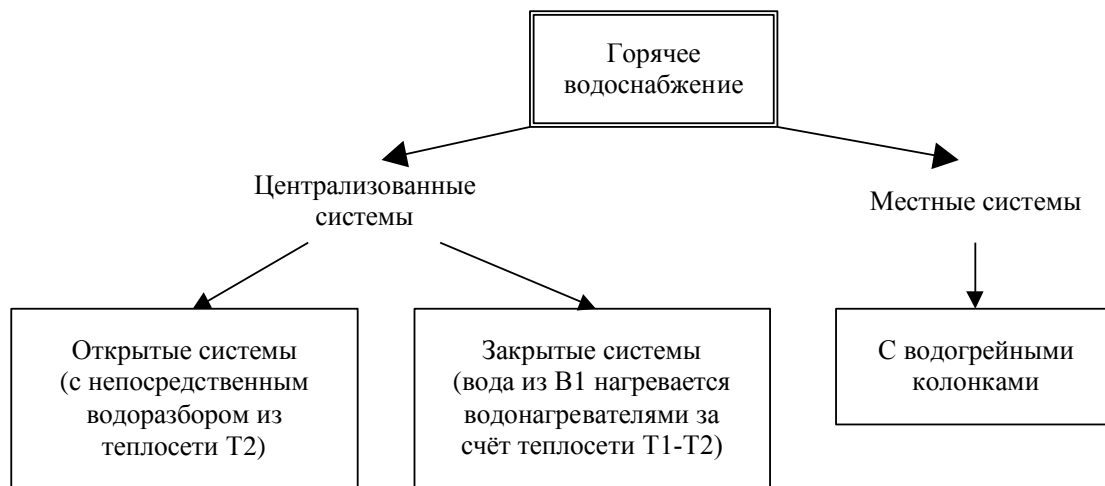 Горячее
водоснабжение
Централизованные
системы
Местные системы
Открытые системы
(с непосредственным
водоразбором из
теплосети Т2)
Закрытые системы
(вода из В1 нагревается
водонагревателями за
счёт теплосети Т1-Т2)
С водогрейными
колонками